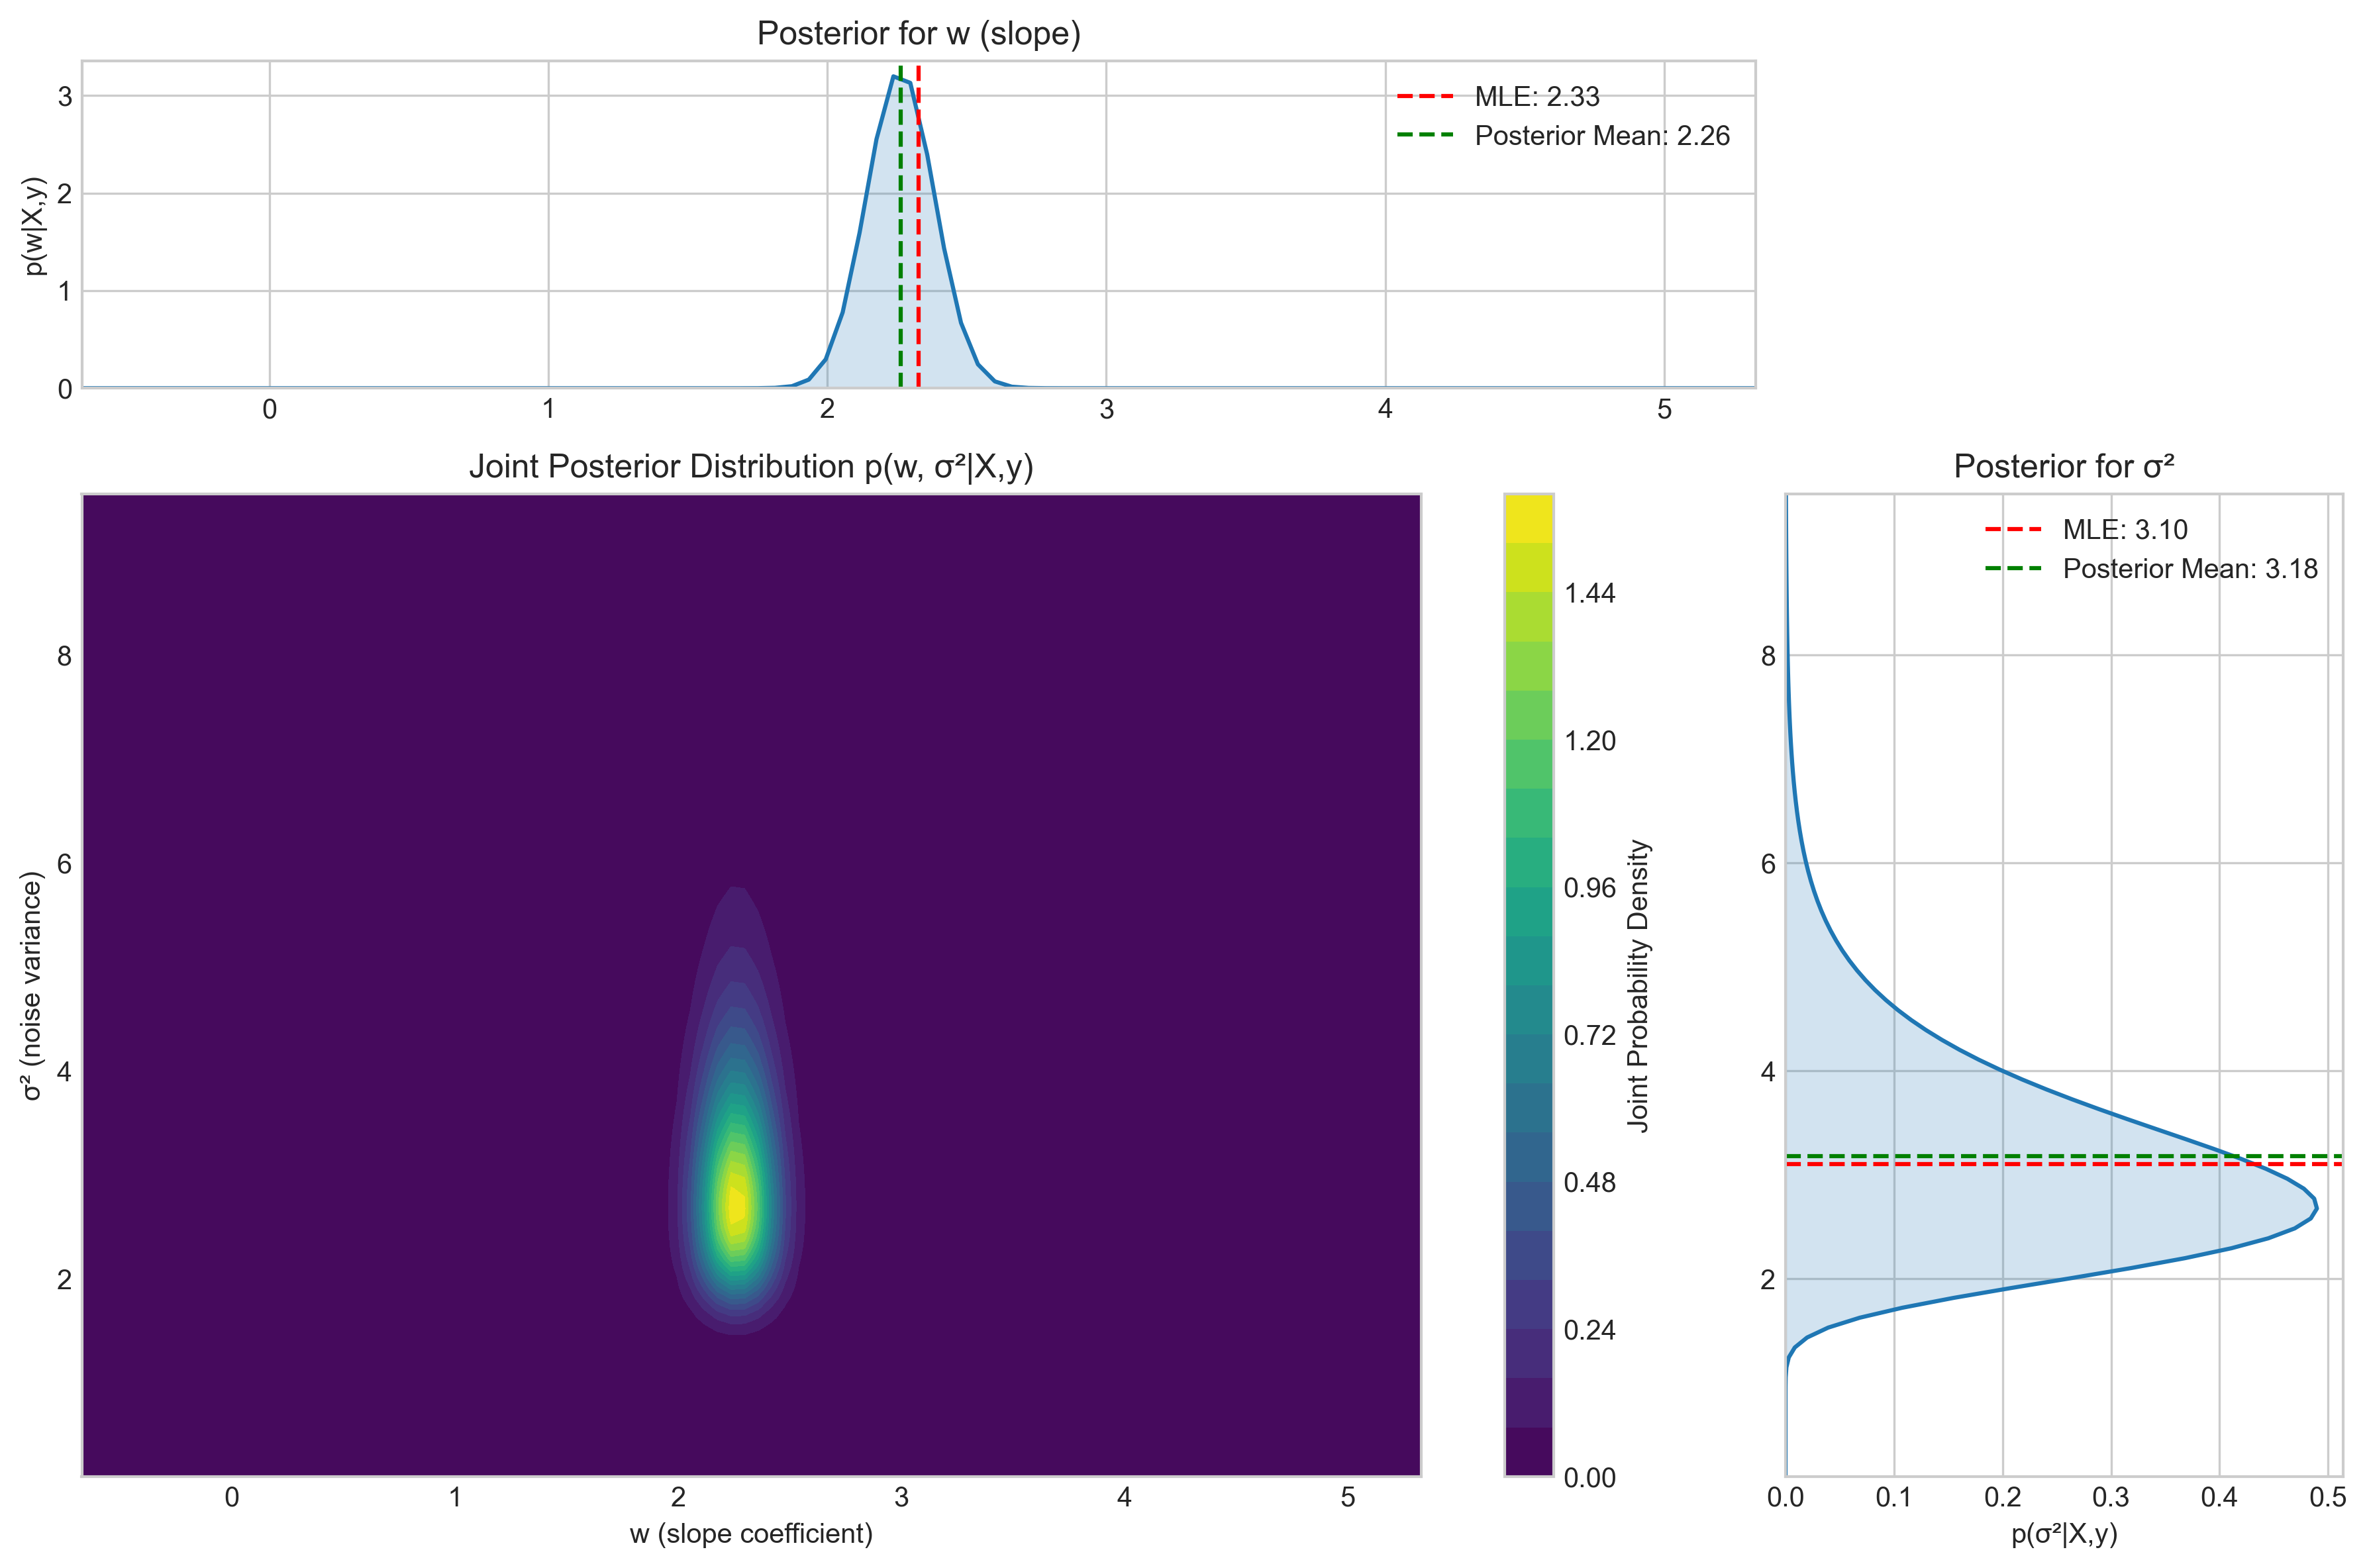 Posterior for w (slope)
p(w|X,y)
3
2
1
0
MLE: 2.33
Posterior Mean: 2.26
0 1 2 3 4 5
Joint Posterior Distribution p(w, σ²|X,y)
σ² (noise variance)
8
6
4
2
0 1 2 3 4 5
w (slope coefficient)
1.44
1.20
0.96
0.72
0.48
0.24
0.00
Joint Probability Density
Posterior for σ²
MLE: 3.10
Posterior Mean: 3.18
8
6
4
2
0.0 0.1 0.2 0.3 0.4 0.5
p(σ²|X,y)